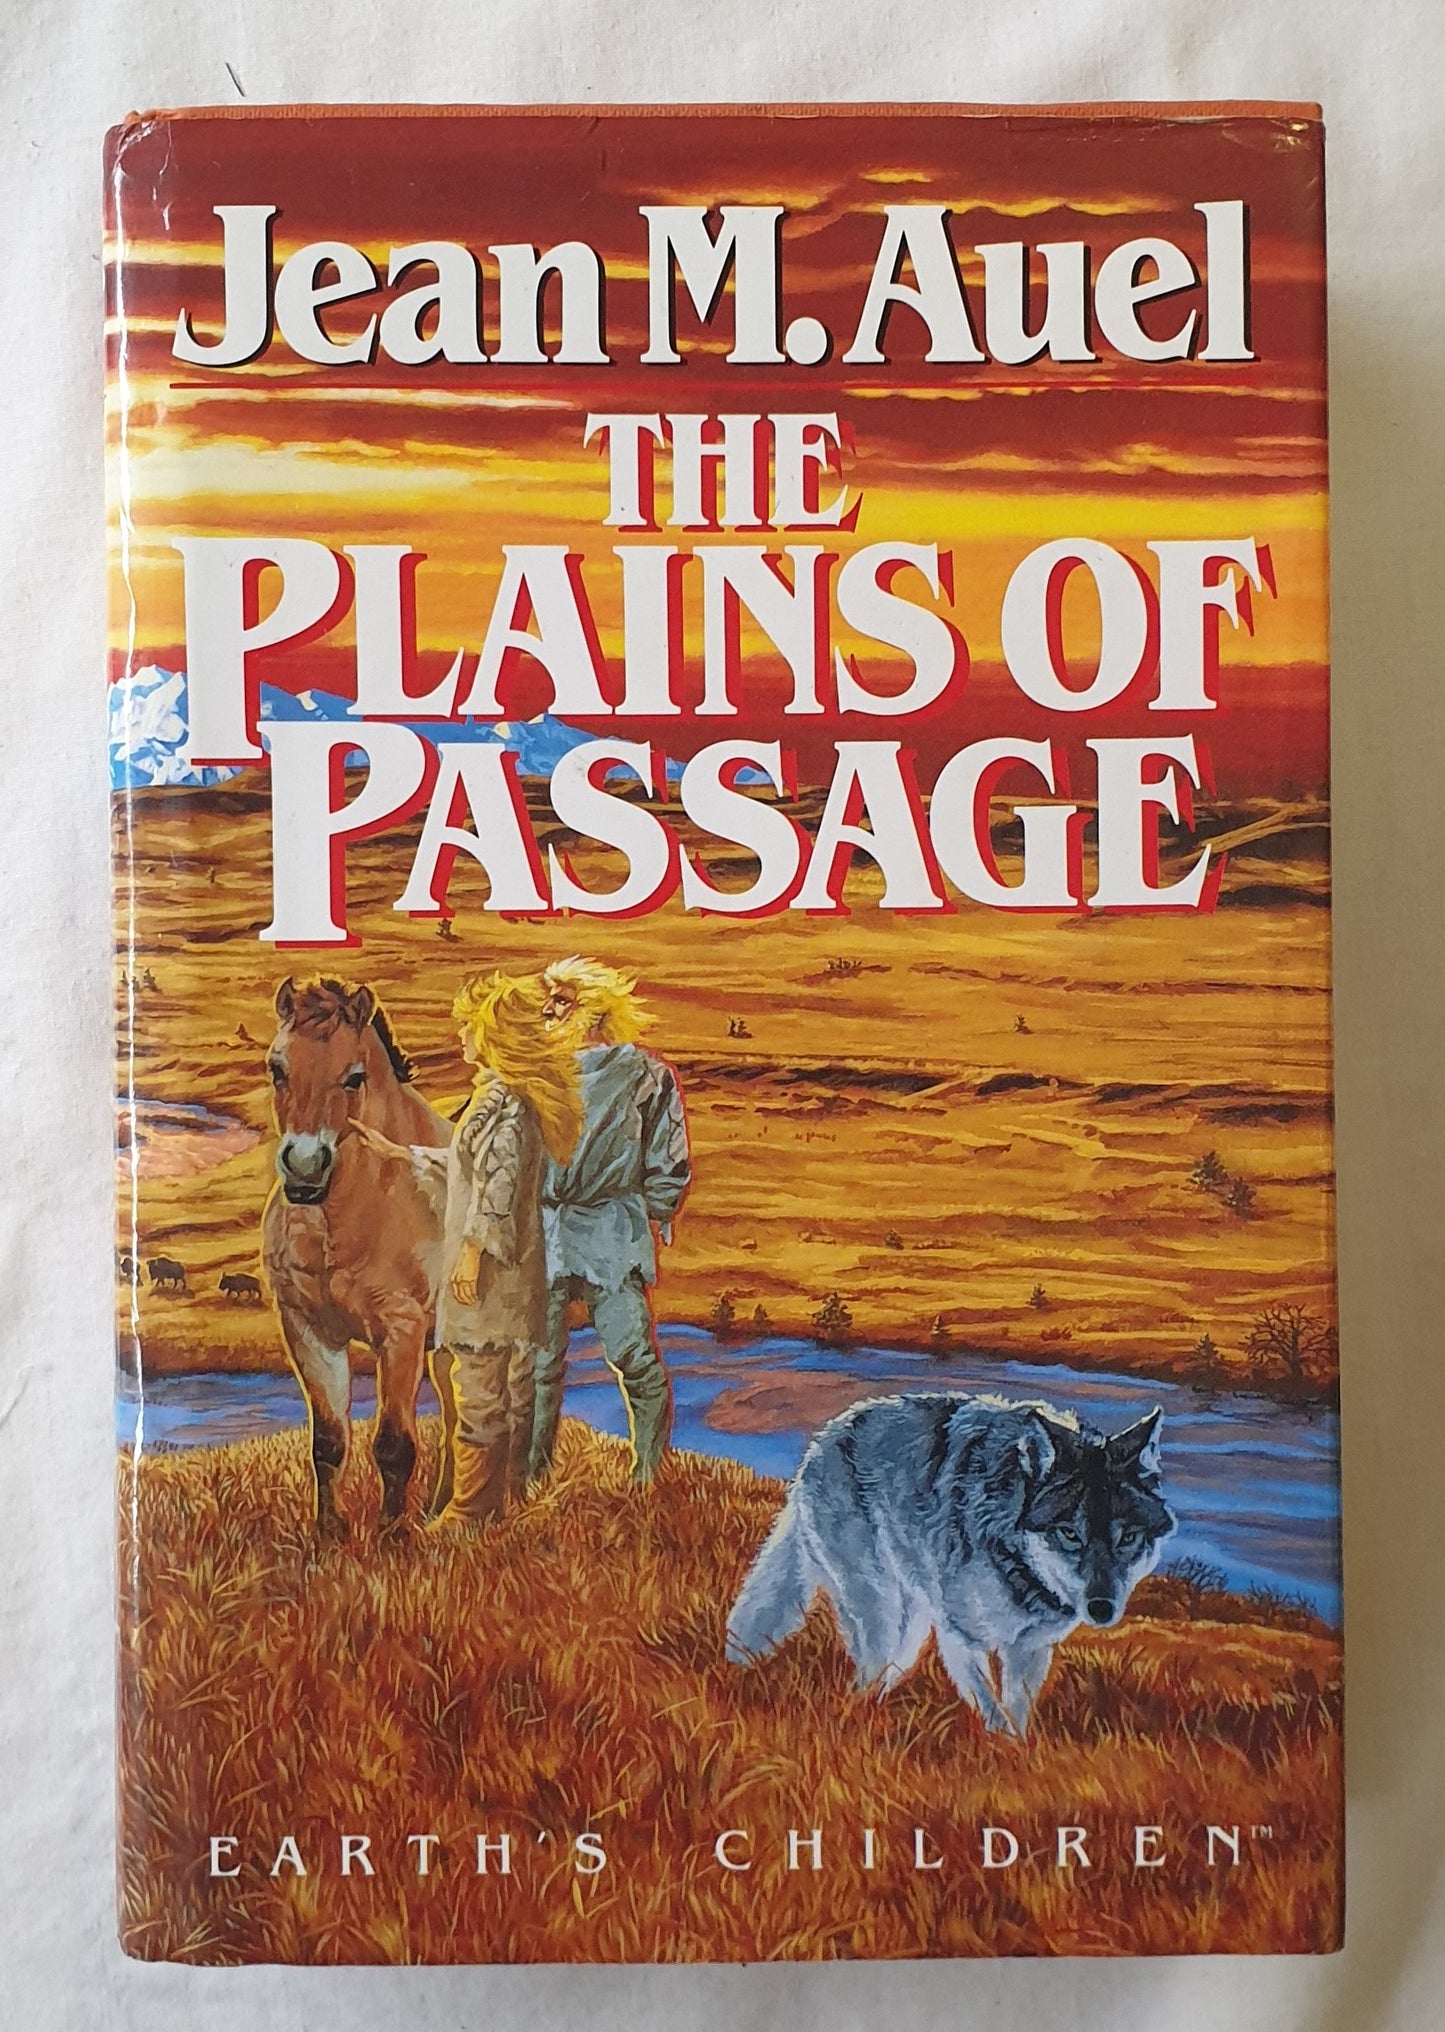 Jean M. Auel
THE
PLAINS OF
PASSAGE
EARTH'S CHILDREN™